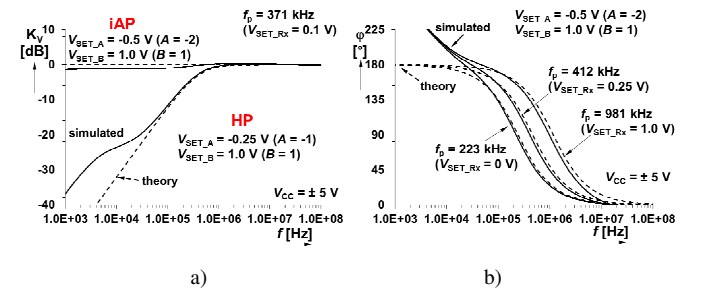 K_V
[dB]
10
0
-10
-20
-30
-40
iAP
f_p = 371 kHz
(V_SET_Rx = 0.1 V)
V_SET_A = -0.5 V (A = -2)
V_SET_B = 1.0 V (B = 1)
simulated
HP
V_SET_A = -0.25 V (A = -1)
V_SET_B = 1.0 V (B = 1)
theory
V_CC = ± 5 V
1.0E+03 1.0E+04 1.0E+05 1.0E+06 1.0E+07 1.0E+08
f [Hz]
a)
φ
[°]
225
180
135
90
45
0
simulated
V_SET_A = -0.5 V (A = -2)
V_SET_B = 1.0 V (B = 1)
theory
f_p = 412 kHz
(V_SET_Rx = 0.25 V)
f_p = 981 kHz
(V_SET_Rx = 1.0 V)
f_p = 223 kHz
(V_SET_Rx = 0 V)
V_CC = ± 5 V
1.0E+03 1.0E+04 1.0E+05 1.0E+06 1.0E+07 1.0E+08
f [Hz]
b)